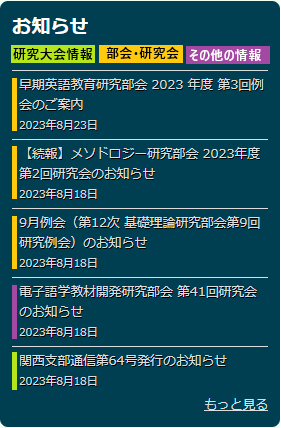 お知らせ
研究大会情報 部会・研究会 その他の情報
早期英語教育研究部会 2023 年度 第3回例
会のご案内
2023年8月23日
【続報】メソドロジー研究部会 2023年度
第2回研究会のお知らせ
2023年8月18日
9月例会（第12次 基礎理論研究部会第9回
研究例会）のお知らせ
2023年8月18日
電子語学教材開発研究部会 第41回研究会
のお知らせ
2023年8月18日
関西支部通信第64号発行のお知らせ
2023年8月18日
もっと見る